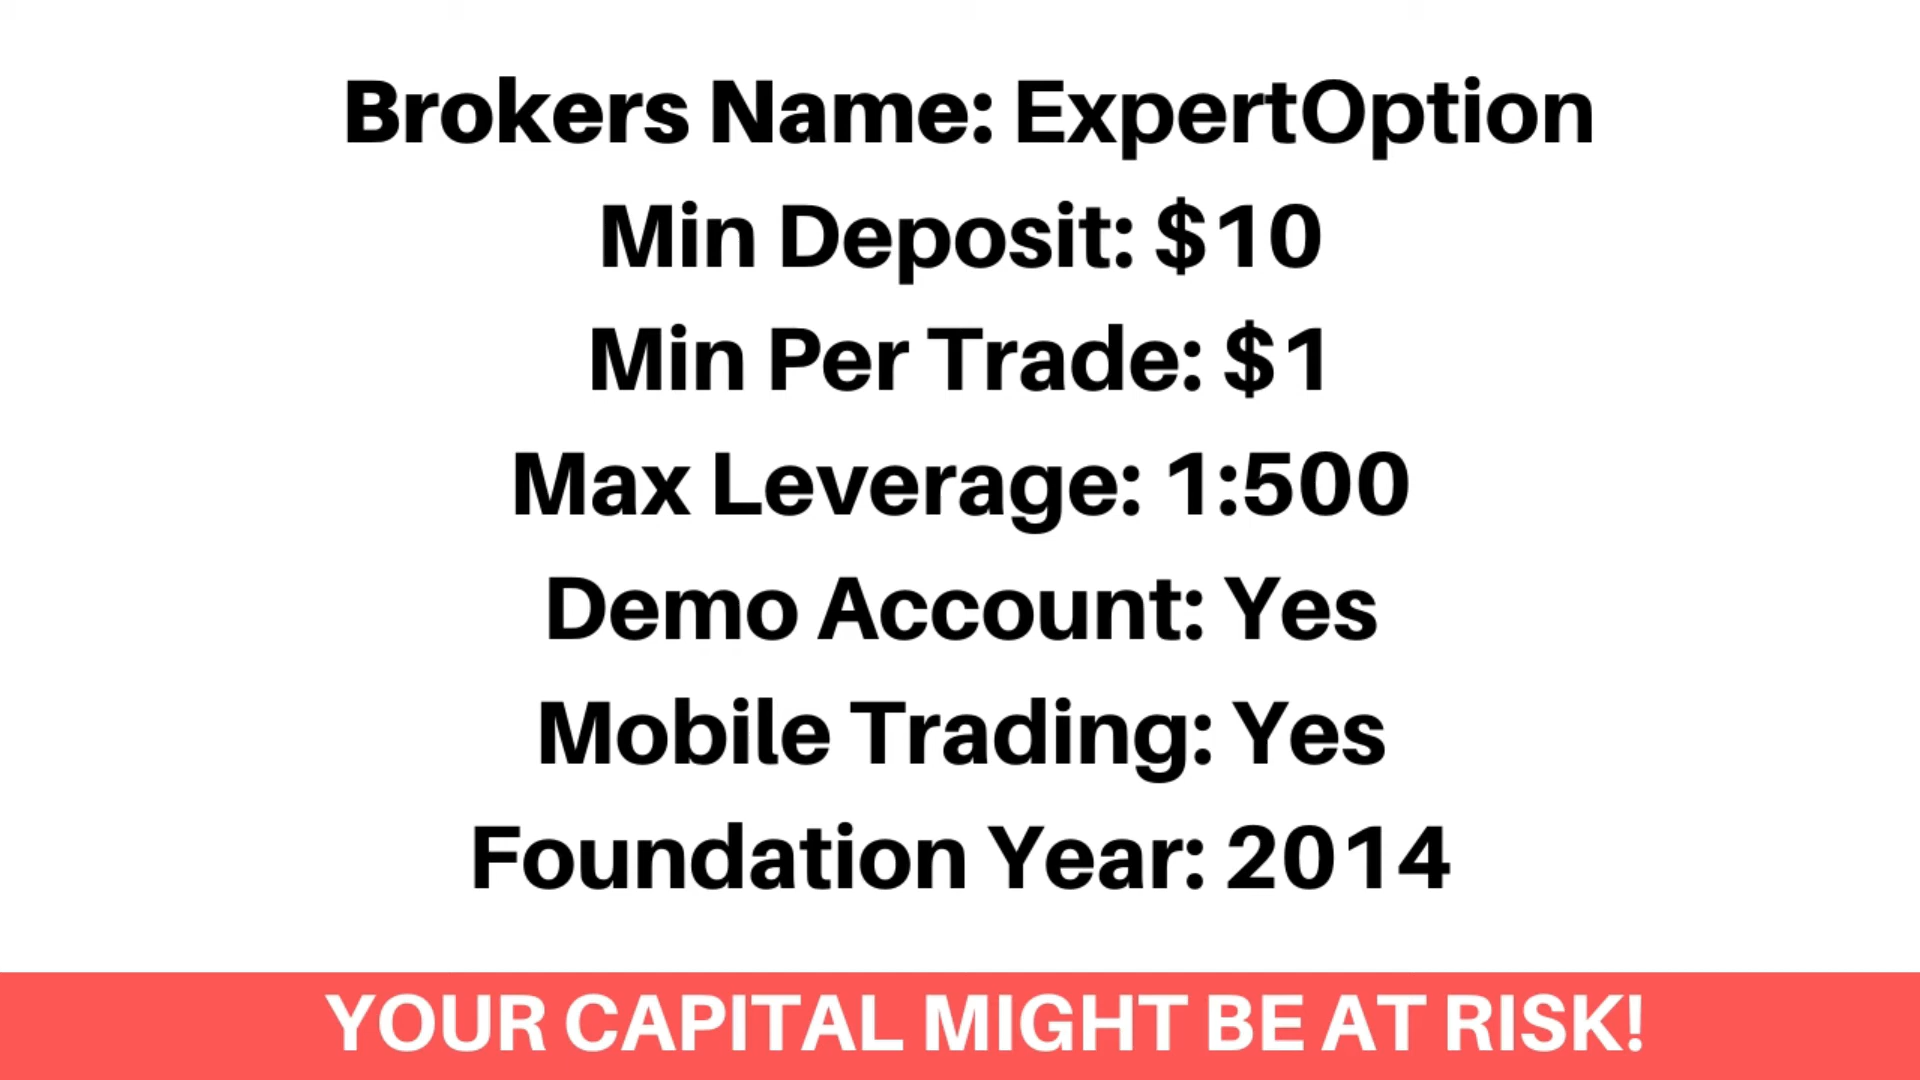 Brokers Name: ExpertOption
Min Deposit: $10
Min Per Trade: $1
Max Leverage: 1:500
Demo Account: Yes
Mobile Trading: Yes
Foundation Year: 2014
YOUR CAPITAL MIGHT BE AT RISK!